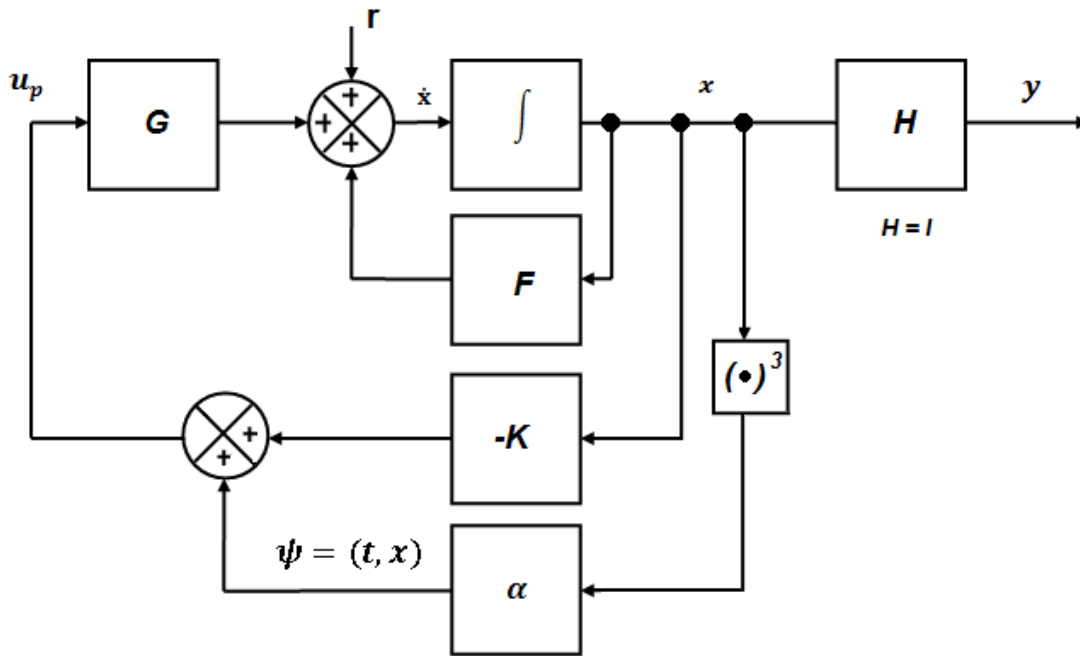 r
u_p
G
+
+
+
ẋ
∫
x
H
y
H = I
F
(•)³
-K
+
+
ψ = (t, x)
α